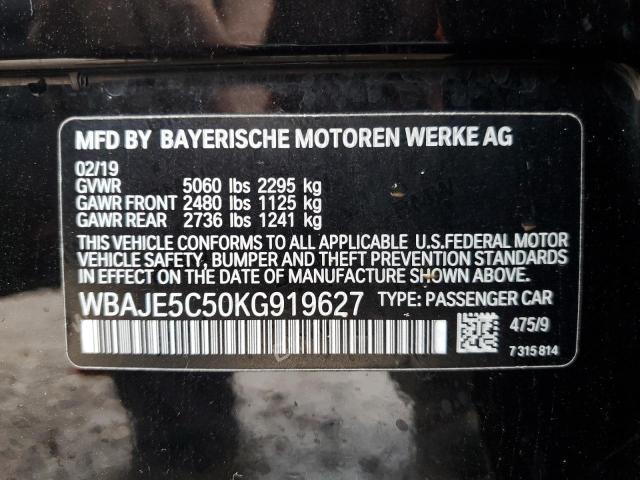 MFD BY BAYERISCHE MOTOREN WERKE AG
02/19
GVWR 5060 lbs 2295 kg
GAWR FRONT 2480 lbs 1125 kg
GAWR REAR 2736 lbs 1241 kg
THIS VEHICLE CONFORMS TO ALL APPLICABLE U.S.FEDERAL MOTOR
VEHICLE SAFETY, BUMPER AND THEFT PREVENTION STANDARDS
IN EFFECT ON THE DATE OF MANUFACTURE SHOWN ABOVE.
WBAJE5C50KG919627 TYPE: PASSENGER CAR
475/9
7 315 814